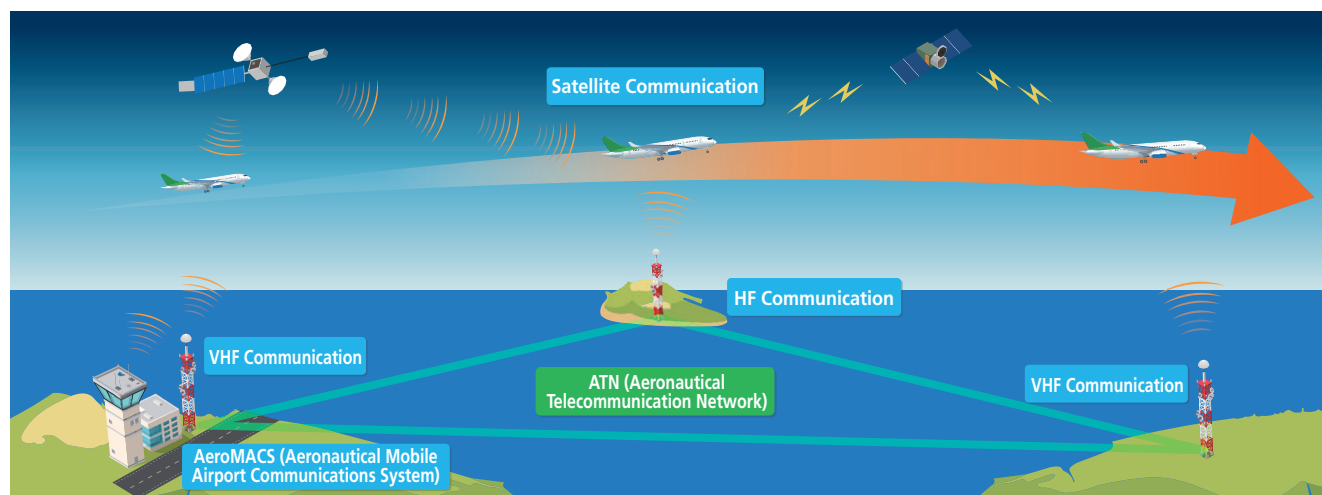 Satellite Communication
HF Communication
VHF Communication
ATN (Aeronautical
Telecommunication Network)
VHF Communication
AeroMACS (Aeronautical Mobile
Airport Communications System)